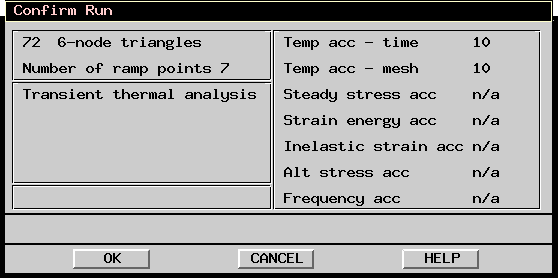 Confirm Run
72 6-node triangles
Number of ramp points 7
Transient thermal analysis
Temp acc - time 10
Temp acc - mesh 10
Steady stress acc n/a
Strain energy acc n/a
Inelastic strain acc n/a
Alt stress acc n/a
Frequency acc n/a
OK CANCEL HELP